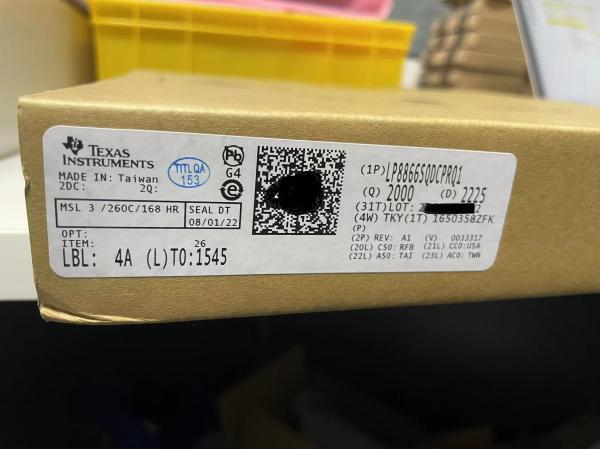 TEXAS
INSTRUMENTS
MADE IN: Taiwan
2DC: 2Q:
TITL QA
153
Pb
G4
e
MSL 3 /260C/168 HR
SEAL DT
08/01/22
OPT:
ITEM: 26
LBL: 4A (L)TO:1545
(1P)LP8866SQDCPRQ1
(Q) 2000 (D) 2225
(31T)LOT:
(4W) TKY(1T) 1650358ZFK
(P)
(2P) REV: A1 (V) 0033317
(20L) CSO: RFB (21L) CCO:USA
(22L) ASO: TAI (23L) ACO: TWN